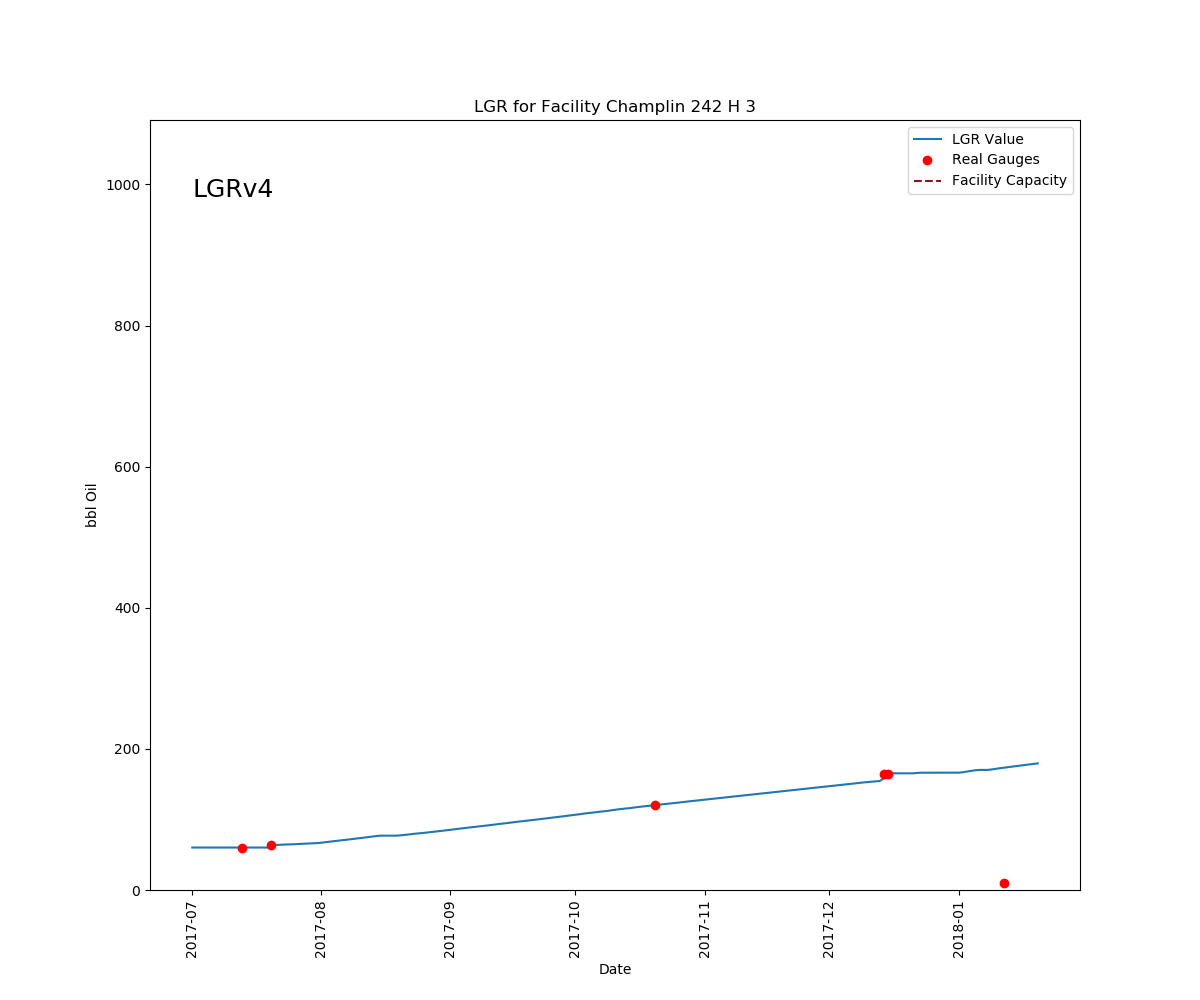 LGR for Facility Champlin 242 H 3
LGRv4
LGR Value
Real Gauges
Facility Capacity
1000
800
600
400
200
0
bbl Oil
2017-07
2017-08
2017-09
2017-10
2017-11
2017-12
2018-01
Date